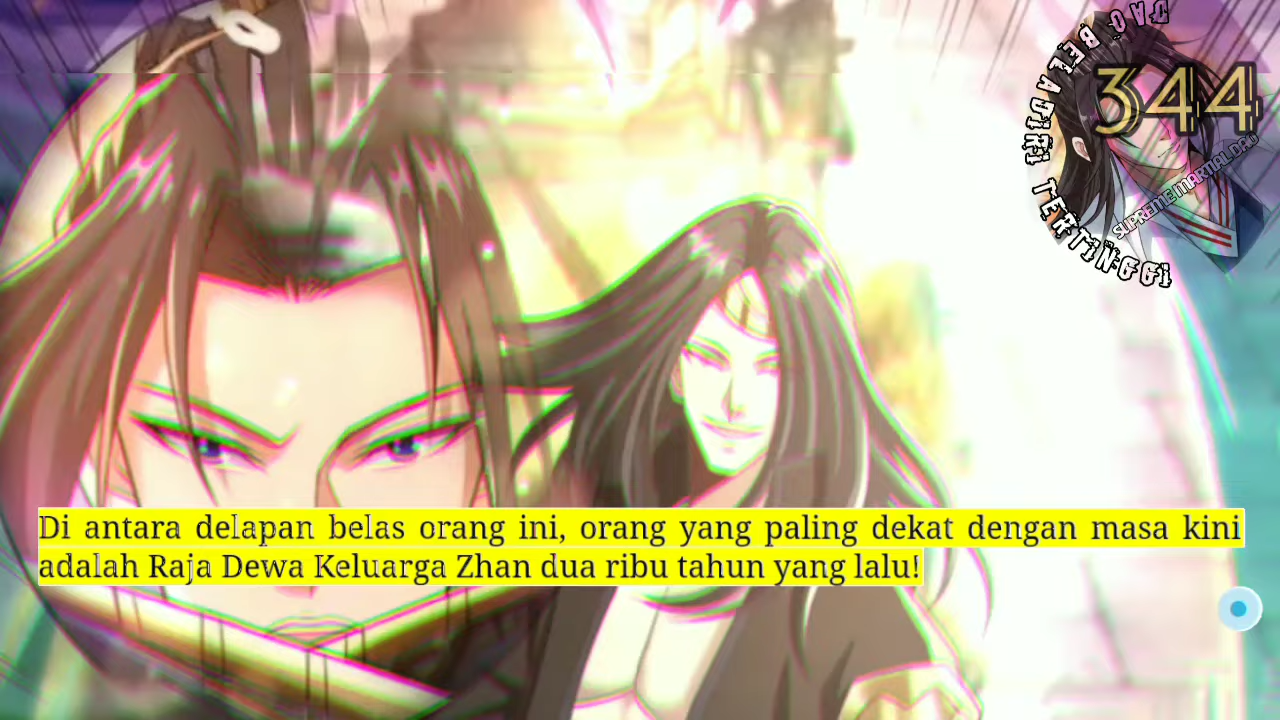 DAO BELADIRI TERTINGGI
344
SUPREME MARTIAL DAO
Di antara delapan belas orang ini, orang yang paling dekat dengan masa kini
adalah Raja Dewa Keluarga Zhan dua ribu tahun yang lalu!